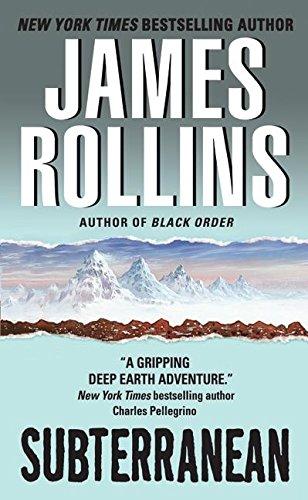 NEW YORK TIMES BESTSELLING AUTHOR
JAMES
ROLLINS
AUTHOR OF BLACK ORDER
"A GRIPPING
DEEP EARTH ADVENTURE."
New York Times bestselling author
Charles Pellegrino
SUBTERRANEAN